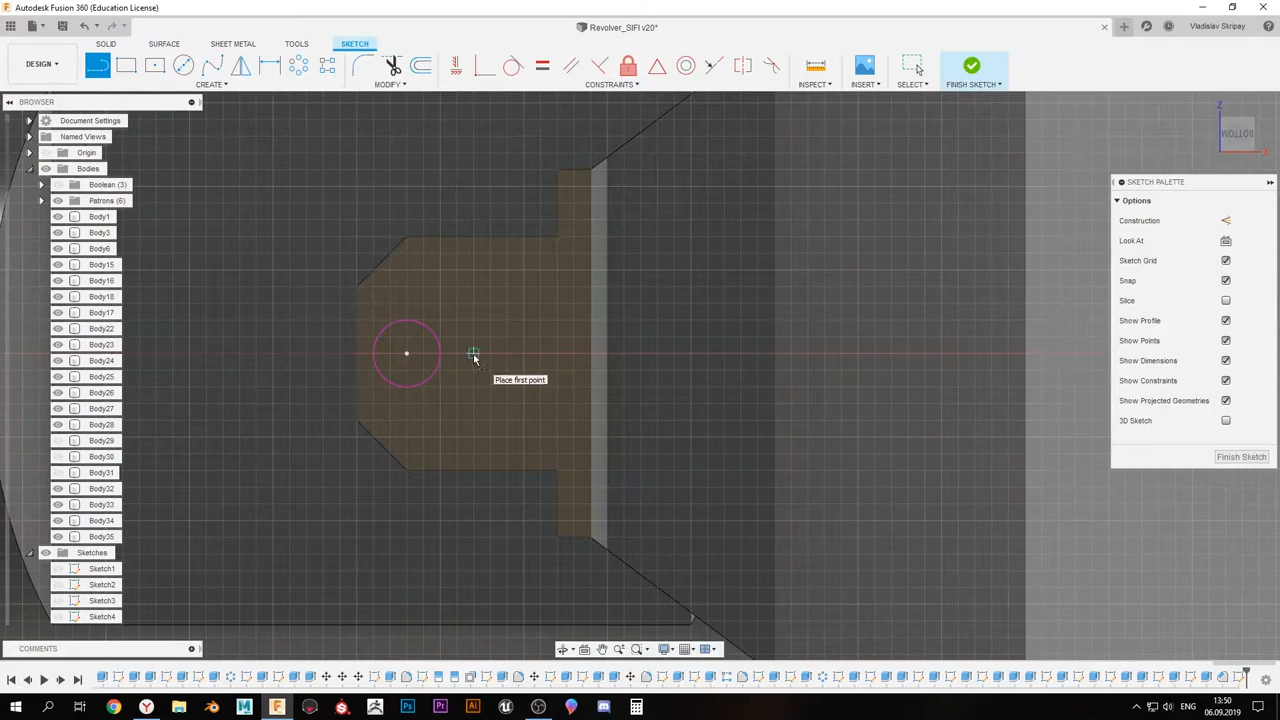 Autodesk Fusion 360 (Education License)
Revolver_SIFI v20*
Vladislav Skripay
DESIGN
SOLID
SURFACE
SHEET METAL
TOOLS
SKETCH
CREATE
MODIFY
CONSTRAINTS
INSPECT
INSERT
SELECT
FINISH SKETCH
BROWSER
Document Settings
Named Views
Origin
Bodies
Boolean (3)
Patrons (6)
Body1
Body3
Body6
Body15
Body16
Body18
Body17
Body22
Body23
Body24
Body25
Body26
Body27
Body28
Body29
Body30
Body31
Body32
Body33
Body34
Body35
Sketches
Sketch1
Sketch2
Sketch3
Sketch4
Place first point
Z
BOTTOM
X
SKETCH PALETTE
Options
Construction
Look At
Sketch Grid
Snap
Slice
Show Profile
Show Points
Show Dimensions
Show Constraints
Show Projected Geometries
3D Sketch
Finish Sketch
COMMENTS
Ps
Pr
Ai
ENG
13:50
06.09.2019